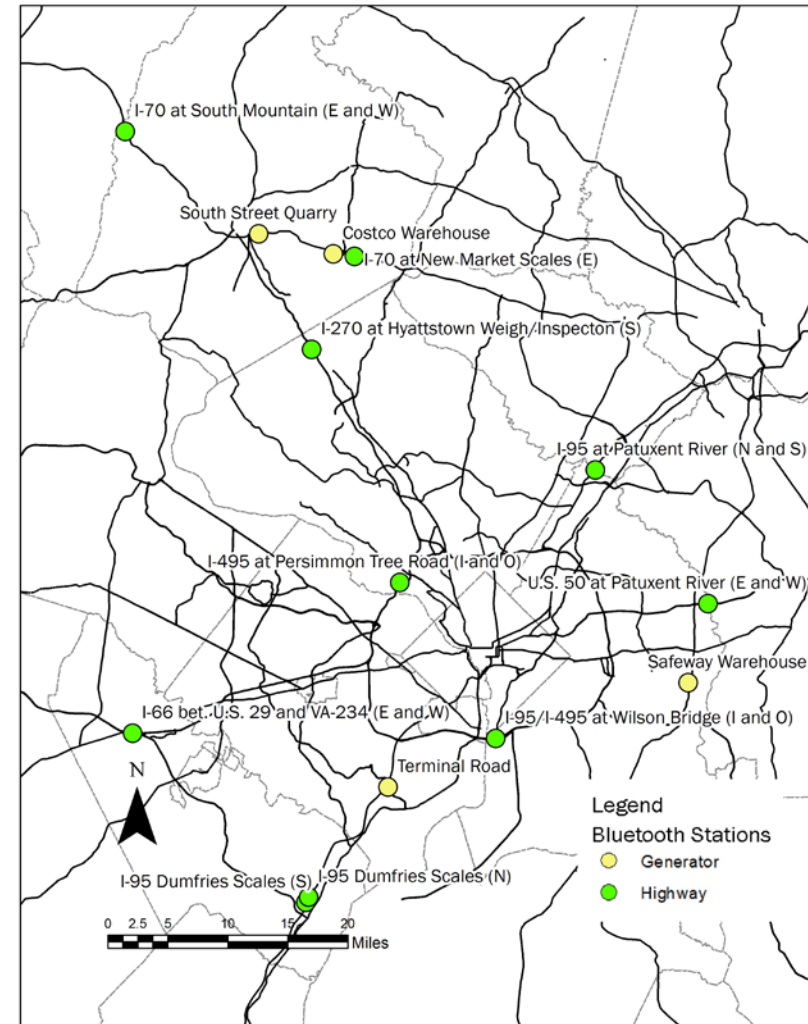 I-70 at South Mountain (E and W)
South Street Quarry
Costco Warehouse
I-70 at New Market Scales (E)
I-270 at Hyattstown Weigh/Inspecton (S)
I-95 at Patuxent River (N and S)
I-495 at Persimmon Tree Road (I and O)
U.S. 50 at Patuxent River (E and W)
Safeway Warehouse
I-66 bet. U.S. 29 and VA-234 (E and W)
I-95/I-495 at Wilson Bridge (I and O)
N
Terminal Road
Legend
Bluetooth Stations
Generator
Highway
I-95 Dumfries Scales (S)
I-95 Dumfries Scales (N)
0 2.5 5 10 15 20
Miles